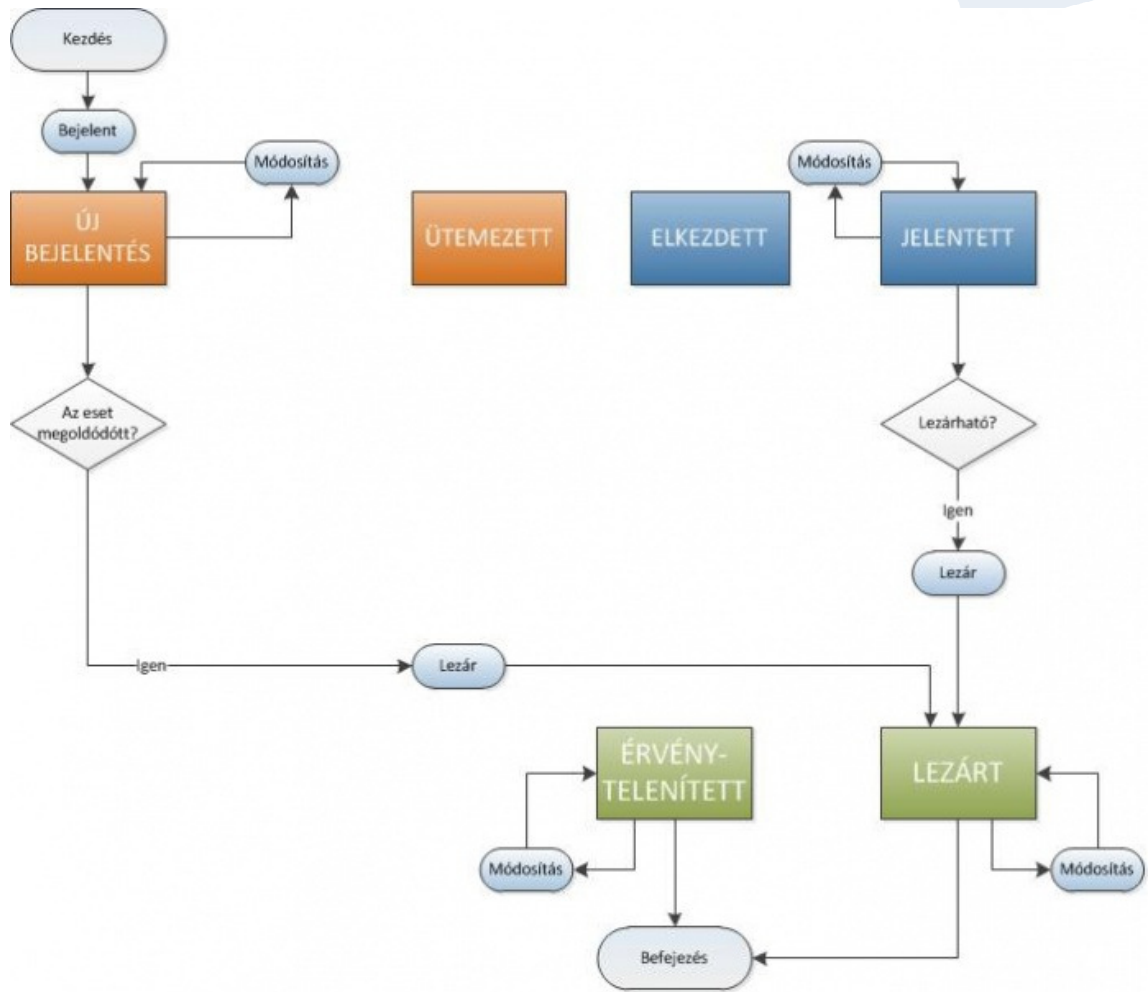 Kezdés
Bejelent
Módosítás
Módosítás
ÚJ
BEJELENTÉS
ÜTEMEZETT
ELKEZDETT
JELENTETT
Az eset
megoldódótt?
Lezárható?
Igen
Lezár
Igen
Lezár
ÉRVÉNY-
TELENÍTETT
LEZÁRT
Módosítás
Módosítás
Befejezés